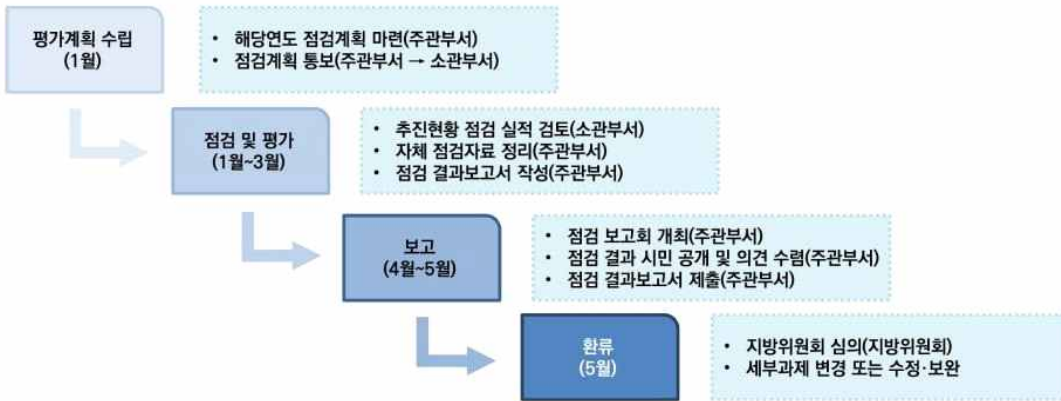 평가계획 수립
(1월)
• 해당연도 점검계획 마련(주관부서)
• 점검계획 통보(주관부서 → 소관부서)
점검 및 평가
(1월~3월)
• 추진현황 점검 실적 검토(소관부서)
• 자체 점검자료 정리(주관부서)
• 점검 결과보고서 작성(주관부서)
보고
(4월~5월)
• 점검 보고회 개최(주관부서)
• 점검 결과 시민 공개 및 의견 수렴(주관부서)
• 점검 결과보고서 제출(주관부서)
환류
(5월)
• 지방위원회 심의(지방위원회)
• 세부과제 변경 또는 수정·보완